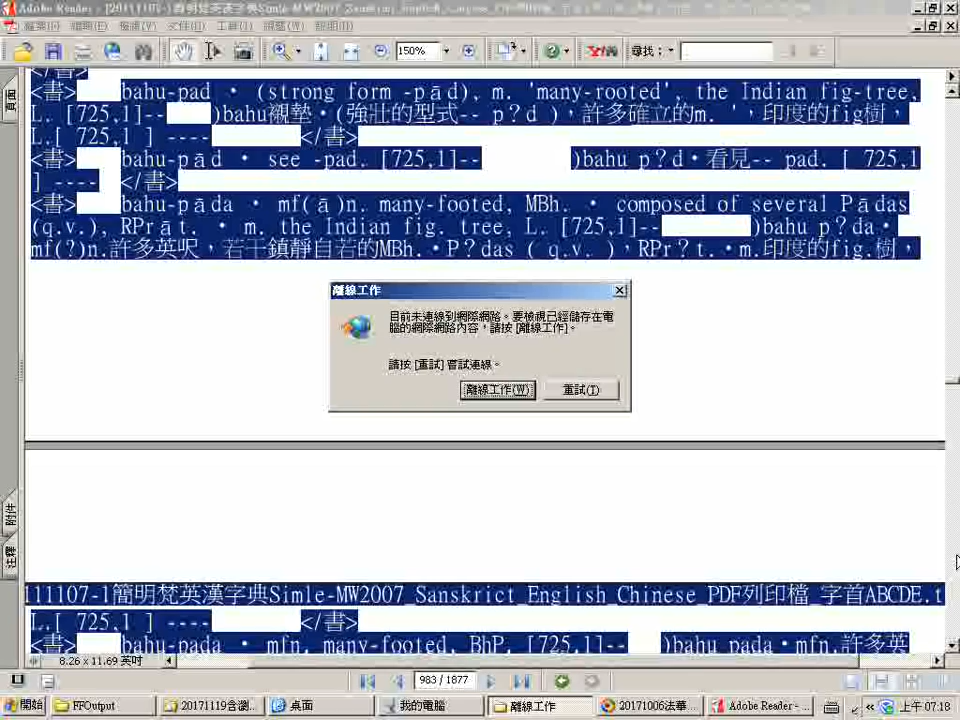 Adobe Reader - [20111107-1簡明梵英漢字典Simle-MW2007_Sanskrict_English_Chinese_PDF列印檔_字首ABCDE.
檔案(F) 編輯(E) 檢視(V) 文件(D) 工具(T) 視窗(W) 說明(H)
150% 尋找：
頁面
</書>
<書> bahu-pad ‧ (strong form -pād), m. 'many-rooted', the Indian fig-tree,
L. [725,1]-- )bahu襯墊‧(強壯的型式-- p?d )，許多確立的m. '，印度的fig樹，
L.[ 725,1 ] ---- </書>
<書> bahu-pād ‧ see -pad. [725,1]-- )bahu p?d‧看見-- pad. [ 725,1
] ---- </書>
<書> bahu-pāda ‧ mf(ā)n. many-footed, MBh. ‧ composed of several Pādas
(q.v.), RPrāt. ‧ m. the Indian fig. tree, L. [725,1]-- )bahu p?da‧
mf(?)n.許多英呎，若干鎮靜自若的MBh.‧P?das ( q.v. )，RPr?t.‧m.印度的fig.樹，
離線工作
目前未連線到網際網路。要檢視已經儲存在電
腦的網際網路內容，請按 [離線工作]。
請按 [重試] 嘗試連線。
離線工作(W) 重試(T)
附件
注釋
111107-1簡明梵英漢字典Simle-MW2007_Sanskrict_English_Chinese_PDF列印檔_字首ABCDE.t
L.[ 725,1 ] ---- </書>
<書> bahu-pada ‧ mfn. many-footed, BhP. [725,1]-- )bahu pada‧mfn.許多英
8.26 x 11.69 英吋
983 / 1877
開始 FFOutput 20171119含瀏... 桌面 我的電腦 離線工作 20171006法華... Adobe Reader -... 上午 07:18